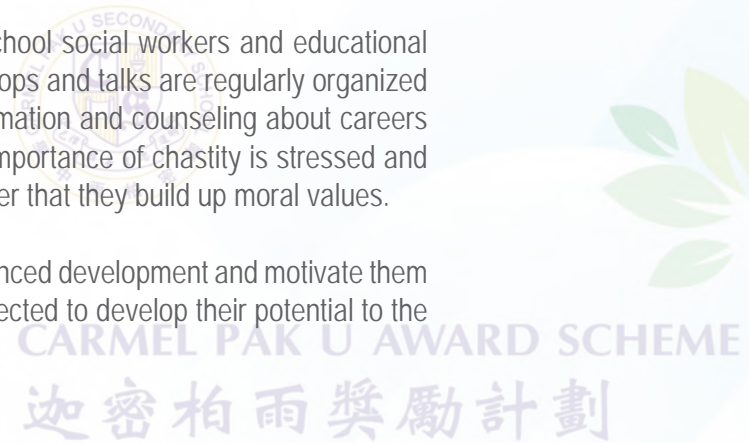 chool social workers and educational
ops and talks are regularly organized
mation and counseling about careers
mportance of chastity is stressed and
er that they build up moral values.
nced development and motivate them
ected to develop their potential to the
CARMEL PAK U AWARD SCHEME
迦密柏雨獎勵計劃